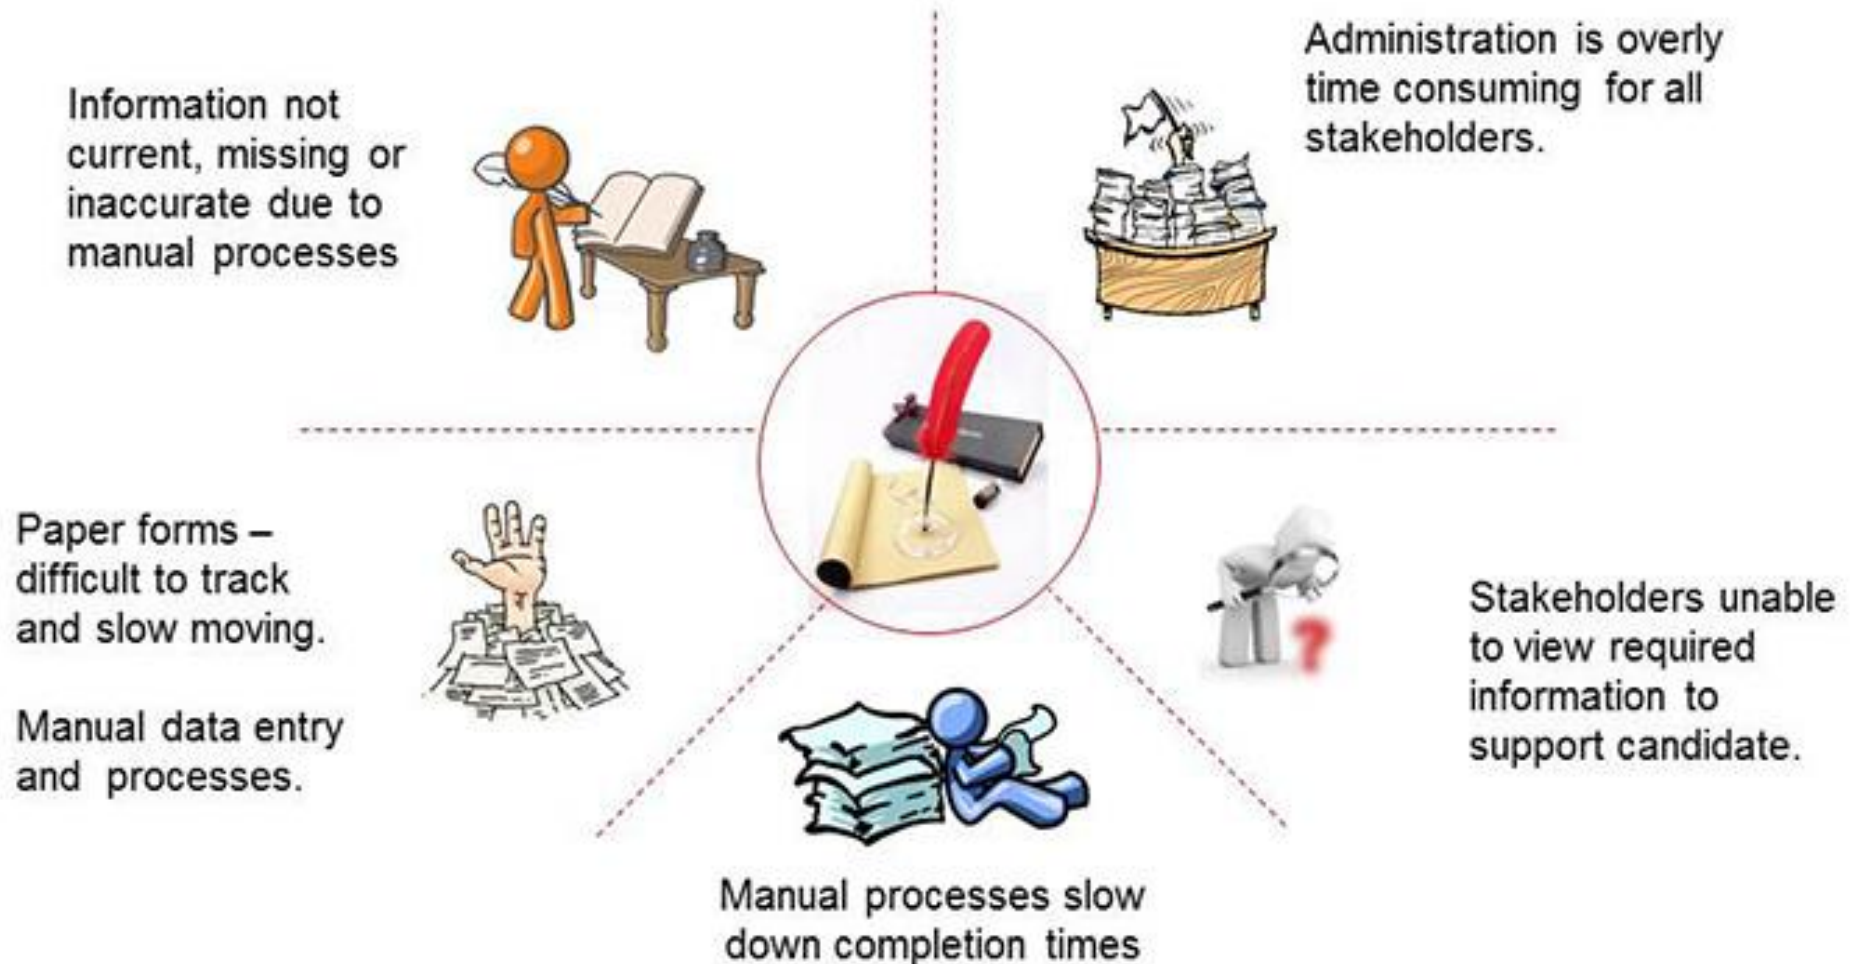 Information not
current, missing or
inaccurate due to
manual processes
Administration is overly
time consuming for all
stakeholders.
Paper forms –
difficult to track
and slow moving.
Manual data entry
and processes.
Stakeholders unable
to view required
information to
support candidate.
Manual processes slow
down completion times